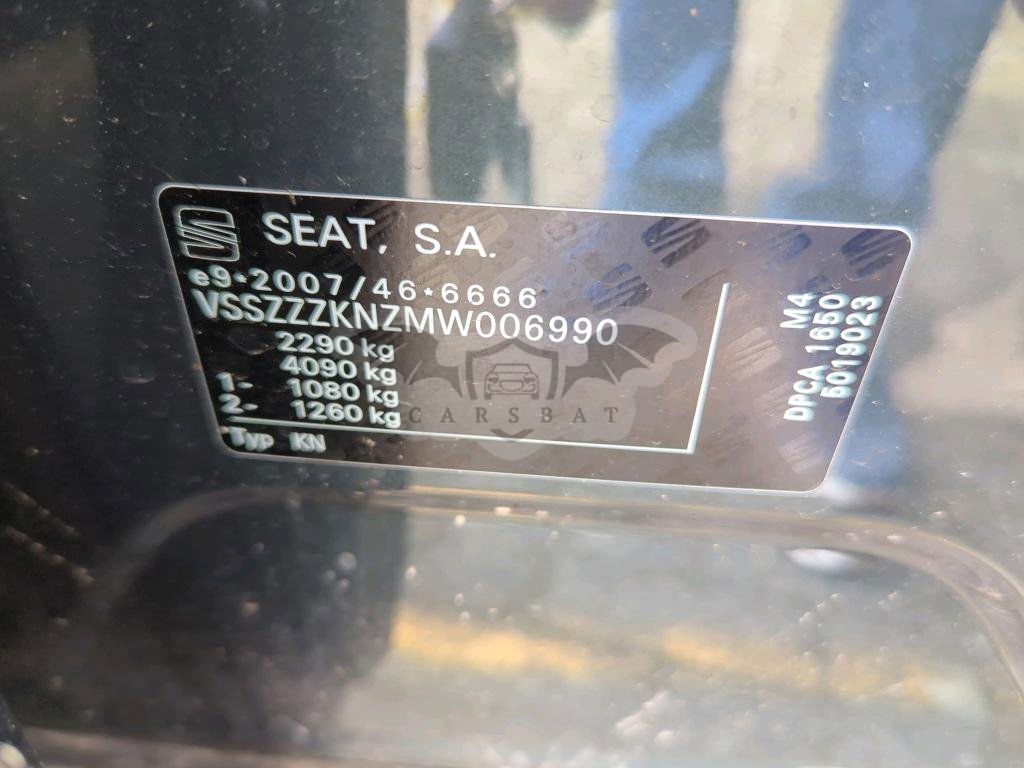 SEAT, S.A.
e9*2007/46*6666
VSSZZZKNZMW006990
2290 kg
4090 kg
1- 1080 kg
2- 1260 kg
Typ KN
M4
DPCA 1650
5019023
CARSBAT